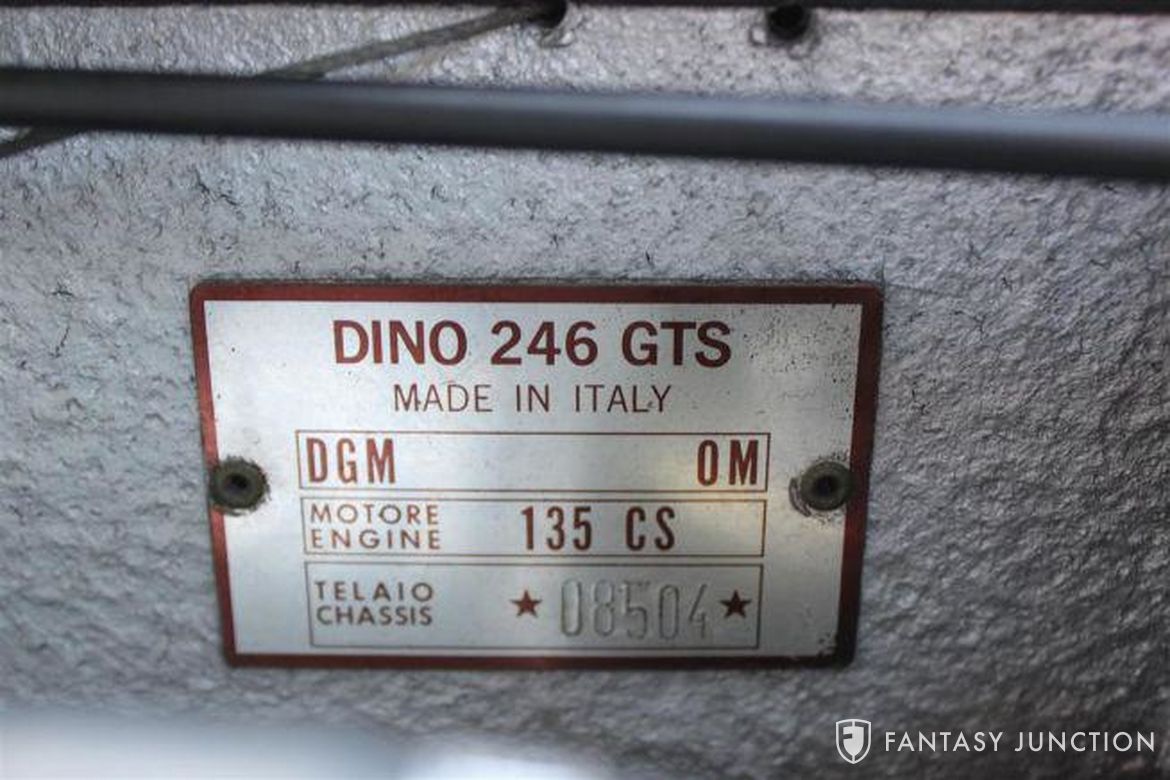 DINO 246 GTS
MADE IN ITALY
DGM OM
MOTORE
ENGINE 135 CS
TELAIO
CHASSIS ★ 08504 ★
FANTASY JUNCTION